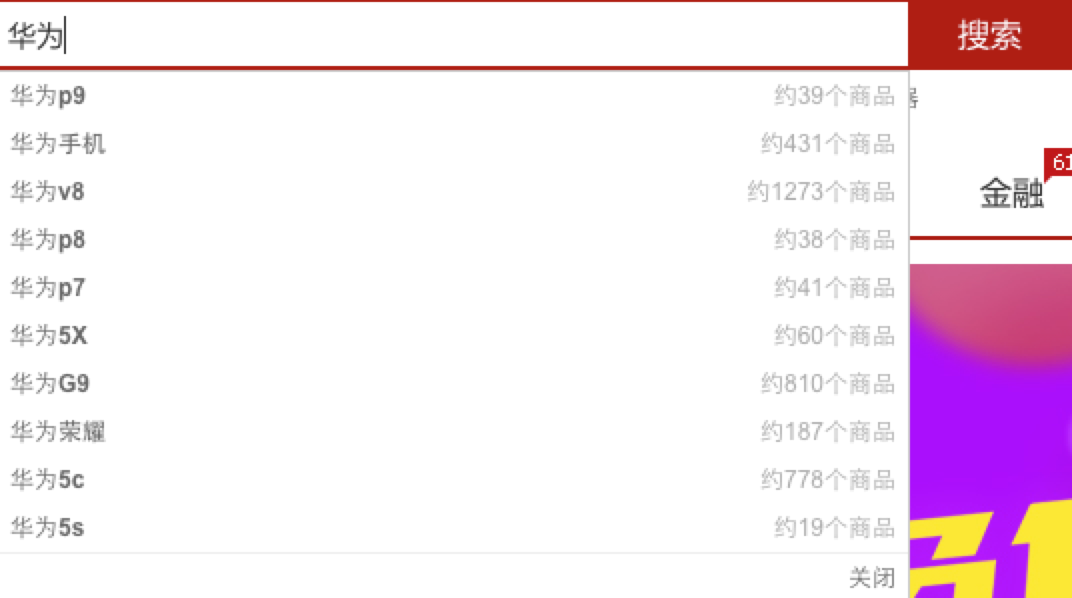 华为 搜索
华为p9 约39个商品 器
华为手机 约431个商品
华为v8 约1273个商品 金融 61
华为p8 约38个商品
华为p7 约41个商品
华为5X 约60个商品
华为G9 约810个商品
华为荣耀 约187个商品
华为5c 约778个商品
华为5s 约19个商品
关闭